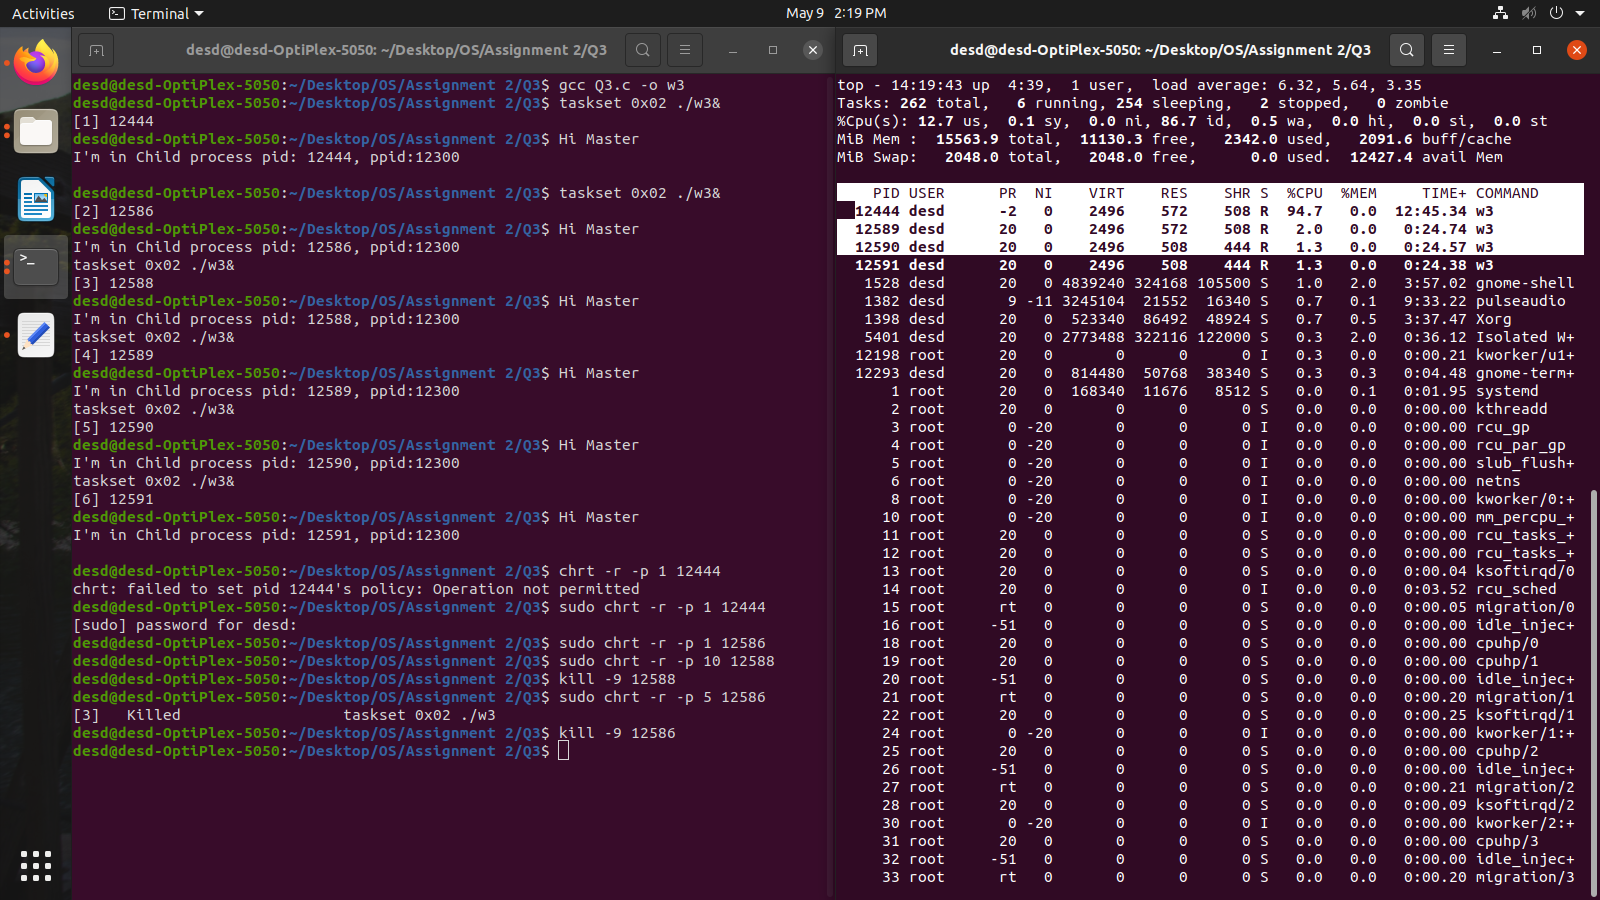 Activities
Terminal
May 9 2:19 PM
desd@desd-OptiPlex-5050: ~/Desktop/OS/Assignment 2/Q3
desd@desd-OptiPlex-5050:~/Desktop/OS/Assignment 2/Q3$ gcc Q3.c -o w3
desd@desd-OptiPlex-5050:~/Desktop/OS/Assignment 2/Q3$ taskset 0x02 ./w3&
[1] 12444
desd@desd-OptiPlex-5050:~/Desktop/OS/Assignment 2/Q3$ Hi Master
I'm in Child process pid: 12444, ppid:12300
desd@desd-OptiPlex-5050:~/Desktop/OS/Assignment 2/Q3$ taskset 0x02 ./w3&
[2] 12586
desd@desd-OptiPlex-5050:~/Desktop/OS/Assignment 2/Q3$ Hi Master
I'm in Child process pid: 12586, ppid:12300
taskset 0x02 ./w3&
[3] 12588
desd@desd-OptiPlex-5050:~/Desktop/OS/Assignment 2/Q3$ Hi Master
I'm in Child process pid: 12588, ppid:12300
taskset 0x02 ./w3&
[4] 12589
desd@desd-OptiPlex-5050:~/Desktop/OS/Assignment 2/Q3$ Hi Master
I'm in Child process pid: 12589, ppid:12300
taskset 0x02 ./w3&
[5] 12590
desd@desd-OptiPlex-5050:~/Desktop/OS/Assignment 2/Q3$ Hi Master
I'm in Child process pid: 12590, ppid:12300
taskset 0x02 ./w3&
[6] 12591
desd@desd-OptiPlex-5050:~/Desktop/OS/Assignment 2/Q3$ Hi Master
I'm in Child process pid: 12591, ppid:12300
desd@desd-OptiPlex-5050:~/Desktop/OS/Assignment 2/Q3$ chrt -r -p 1 12444
chrt: failed to set pid 12444's policy: Operation not permitted
desd@desd-OptiPlex-5050:~/Desktop/OS/Assignment 2/Q3$ sudo chrt -r -p 1 12444
[sudo] password for desd:
desd@desd-OptiPlex-5050:~/Desktop/OS/Assignment 2/Q3$ sudo chrt -r -p 1 12586
desd@desd-OptiPlex-5050:~/Desktop/OS/Assignment 2/Q3$ sudo chrt -r -p 10 12588
desd@desd-OptiPlex-5050:~/Desktop/OS/Assignment 2/Q3$ kill -9 12588
desd@desd-OptiPlex-5050:~/Desktop/OS/Assignment 2/Q3$ sudo chrt -r -p 5 12586
[3] Killed taskset 0x02 ./w3
desd@desd-OptiPlex-5050:~/Desktop/OS/Assignment 2/Q3$ kill -9 12586
desd@desd-OptiPlex-5050:~/Desktop/OS/Assignment 2/Q3$
desd@desd-OptiPlex-5050: ~/Desktop/OS/Assignment 2/Q3
top - 14:19:43 up 4:39, 1 user, load average: 6.32, 5.64, 3.35
Tasks: 262 total, 6 running, 254 sleeping, 2 stopped, 0 zombie
%Cpu(s): 12.7 us, 0.1 sy, 0.0 ni, 86.7 id, 0.5 wa, 0.0 hi, 0.0 si, 0.0 st
MiB Mem : 15563.9 total, 11130.3 free, 2342.0 used, 2091.6 buff/cache
MiB Swap: 2048.0 total, 2048.0 free, 0.0 used. 12427.4 avail Mem
PID USER PR NI VIRT RES SHR S %CPU %MEM TIME+ COMMAND
12444 desd -2 0 2496 572 508 R 94.7 0.0 12:45.34 w3
12589 desd 20 0 2496 572 508 R 2.0 0.0 0:24.74 w3
12590 desd 20 0 2496 508 444 R 1.3 0.0 0:24.57 w3
12591 desd 20 0 2496 508 444 R 1.3 0.0 0:24.38 w3
1528 desd 20 0 4839240 324168 105500 S 1.0 2.0 3:57.02 gnome-shell
1382 desd 9 -11 3245104 21552 16340 S 0.7 0.1 9:33.22 pulseaudio
1398 desd 20 0 523340 86492 48924 S 0.7 0.5 3:37.47 Xorg
5401 desd 20 0 2773488 322116 122000 S 0.3 2.0 0:36.12 Isolated W+
12198 root 20 0 0 0 0 I 0.3 0.0 0:00.21 kworker/u1+
12293 desd 20 0 814480 50768 38340 S 0.3 0.3 0:04.48 gnome-term+
1 root 20 0 168340 11676 8512 S 0.0 0.1 0:01.95 systemd
2 root 20 0 0 0 0 S 0.0 0.0 0:00.00 kthreadd
3 root 0 -20 0 0 0 I 0.0 0.0 0:00.00 rcu_gp
4 root 0 -20 0 0 0 I 0.0 0.0 0:00.00 rcu_par_gp
5 root 0 -20 0 0 0 I 0.0 0.0 0:00.00 slub_flush+
6 root 0 -20 0 0 0 I 0.0 0.0 0:00.00 netns
8 root 0 -20 0 0 0 I 0.0 0.0 0:00.00 kworker/0:+
10 root 0 -20 0 0 0 I 0.0 0.0 0:00.00 mm_percpu_+
11 root 20 0 0 0 0 S 0.0 0.0 0:00.00 rcu_tasks_+
12 root 20 0 0 0 0 S 0.0 0.0 0:00.00 rcu_tasks_+
13 root 20 0 0 0 0 S 0.0 0.0 0:00.04 ksoftirqd/0
14 root 20 0 0 0 0 I 0.0 0.0 0:03.52 rcu_sched
15 root rt 0 0 0 0 S 0.0 0.0 0:00.05 migration/0
16 root -51 0 0 0 0 S 0.0 0.0 0:00.00 idle_injec+
18 root 20 0 0 0 0 S 0.0 0.0 0:00.00 cpuhp/0
19 root 20 0 0 0 0 S 0.0 0.0 0:00.00 cpuhp/1
20 root -51 0 0 0 0 S 0.0 0.0 0:00.00 idle_injec+
21 root rt 0 0 0 0 S 0.0 0.0 0:00.20 migration/1
22 root 20 0 0 0 0 S 0.0 0.0 0:00.25 ksoftirqd/1
24 root 0 -20 0 0 0 I 0.0 0.0 0:00.00 kworker/1:+
25 root 20 0 0 0 0 S 0.0 0.0 0:00.00 cpuhp/2
26 root -51 0 0 0 0 S 0.0 0.0 0:00.00 idle_injec+
27 root rt 0 0 0 0 S 0.0 0.0 0:00.21 migration/2
28 root 20 0 0 0 0 S 0.0 0.0 0:00.09 ksoftirqd/2
30 root 0 -20 0 0 0 I 0.0 0.0 0:00.00 kworker/2:+
31 root 20 0 0 0 0 S 0.0 0.0 0:00.00 cpuhp/3
32 root -51 0 0 0 0 S 0.0 0.0 0:00.00 idle_injec+
33 root rt 0 0 0 0 S 0.0 0.0 0:00.20 migration/3